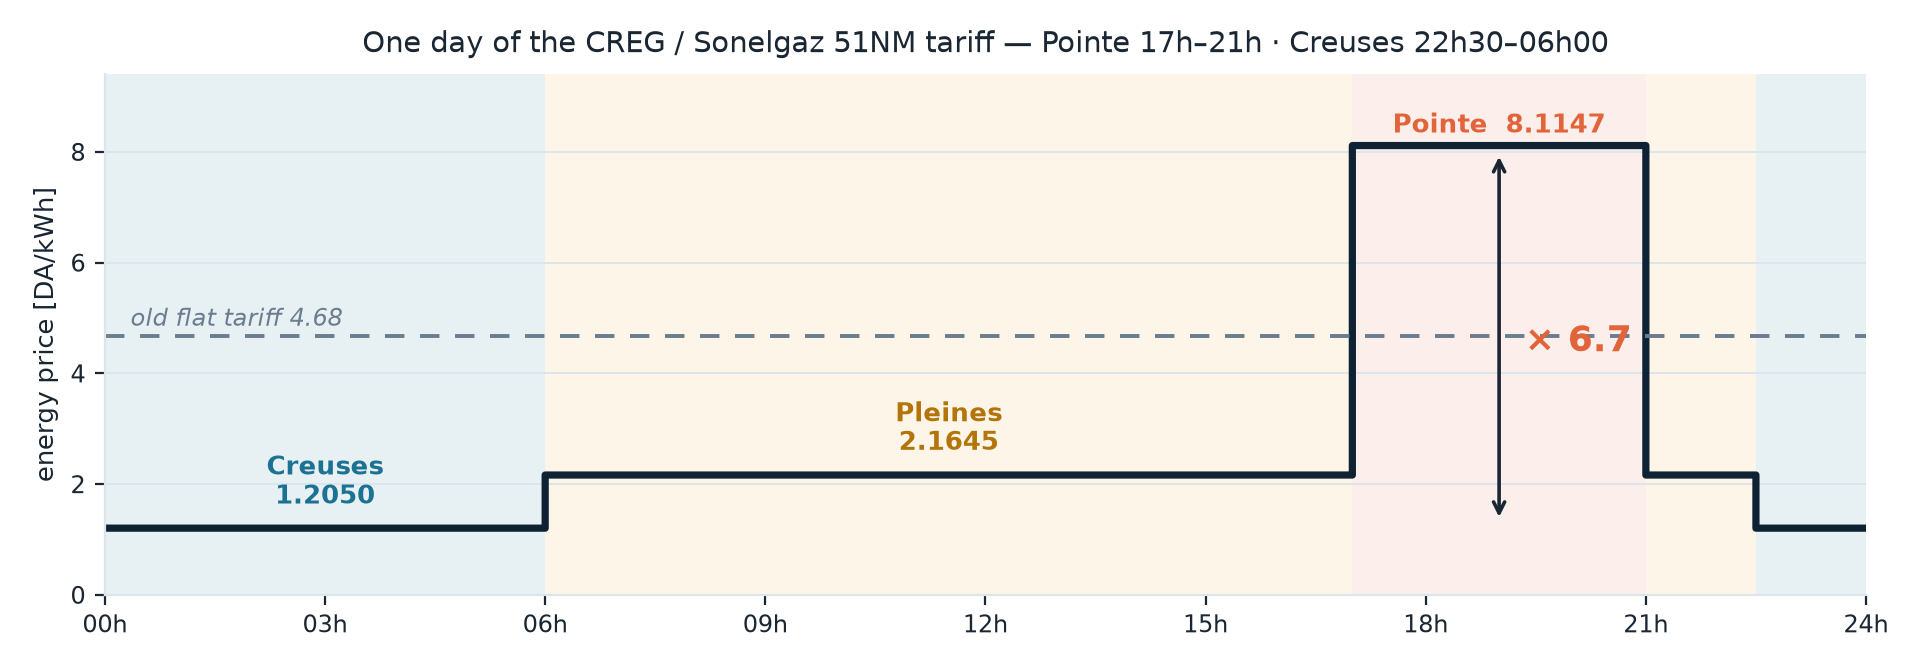 One day of the CREG / Sonelgaz 51NM tariff — Pointe 17h–21h · Creuses 22h30–06h00
energy price [DA/kWh]
8
6
4
2
0
Pointe 8.1147
old flat tariff 4.68
× 6.7
Pleines
2.1645
Creuses
1.2050
00h 03h 06h 09h 12h 15h 18h 21h 24h